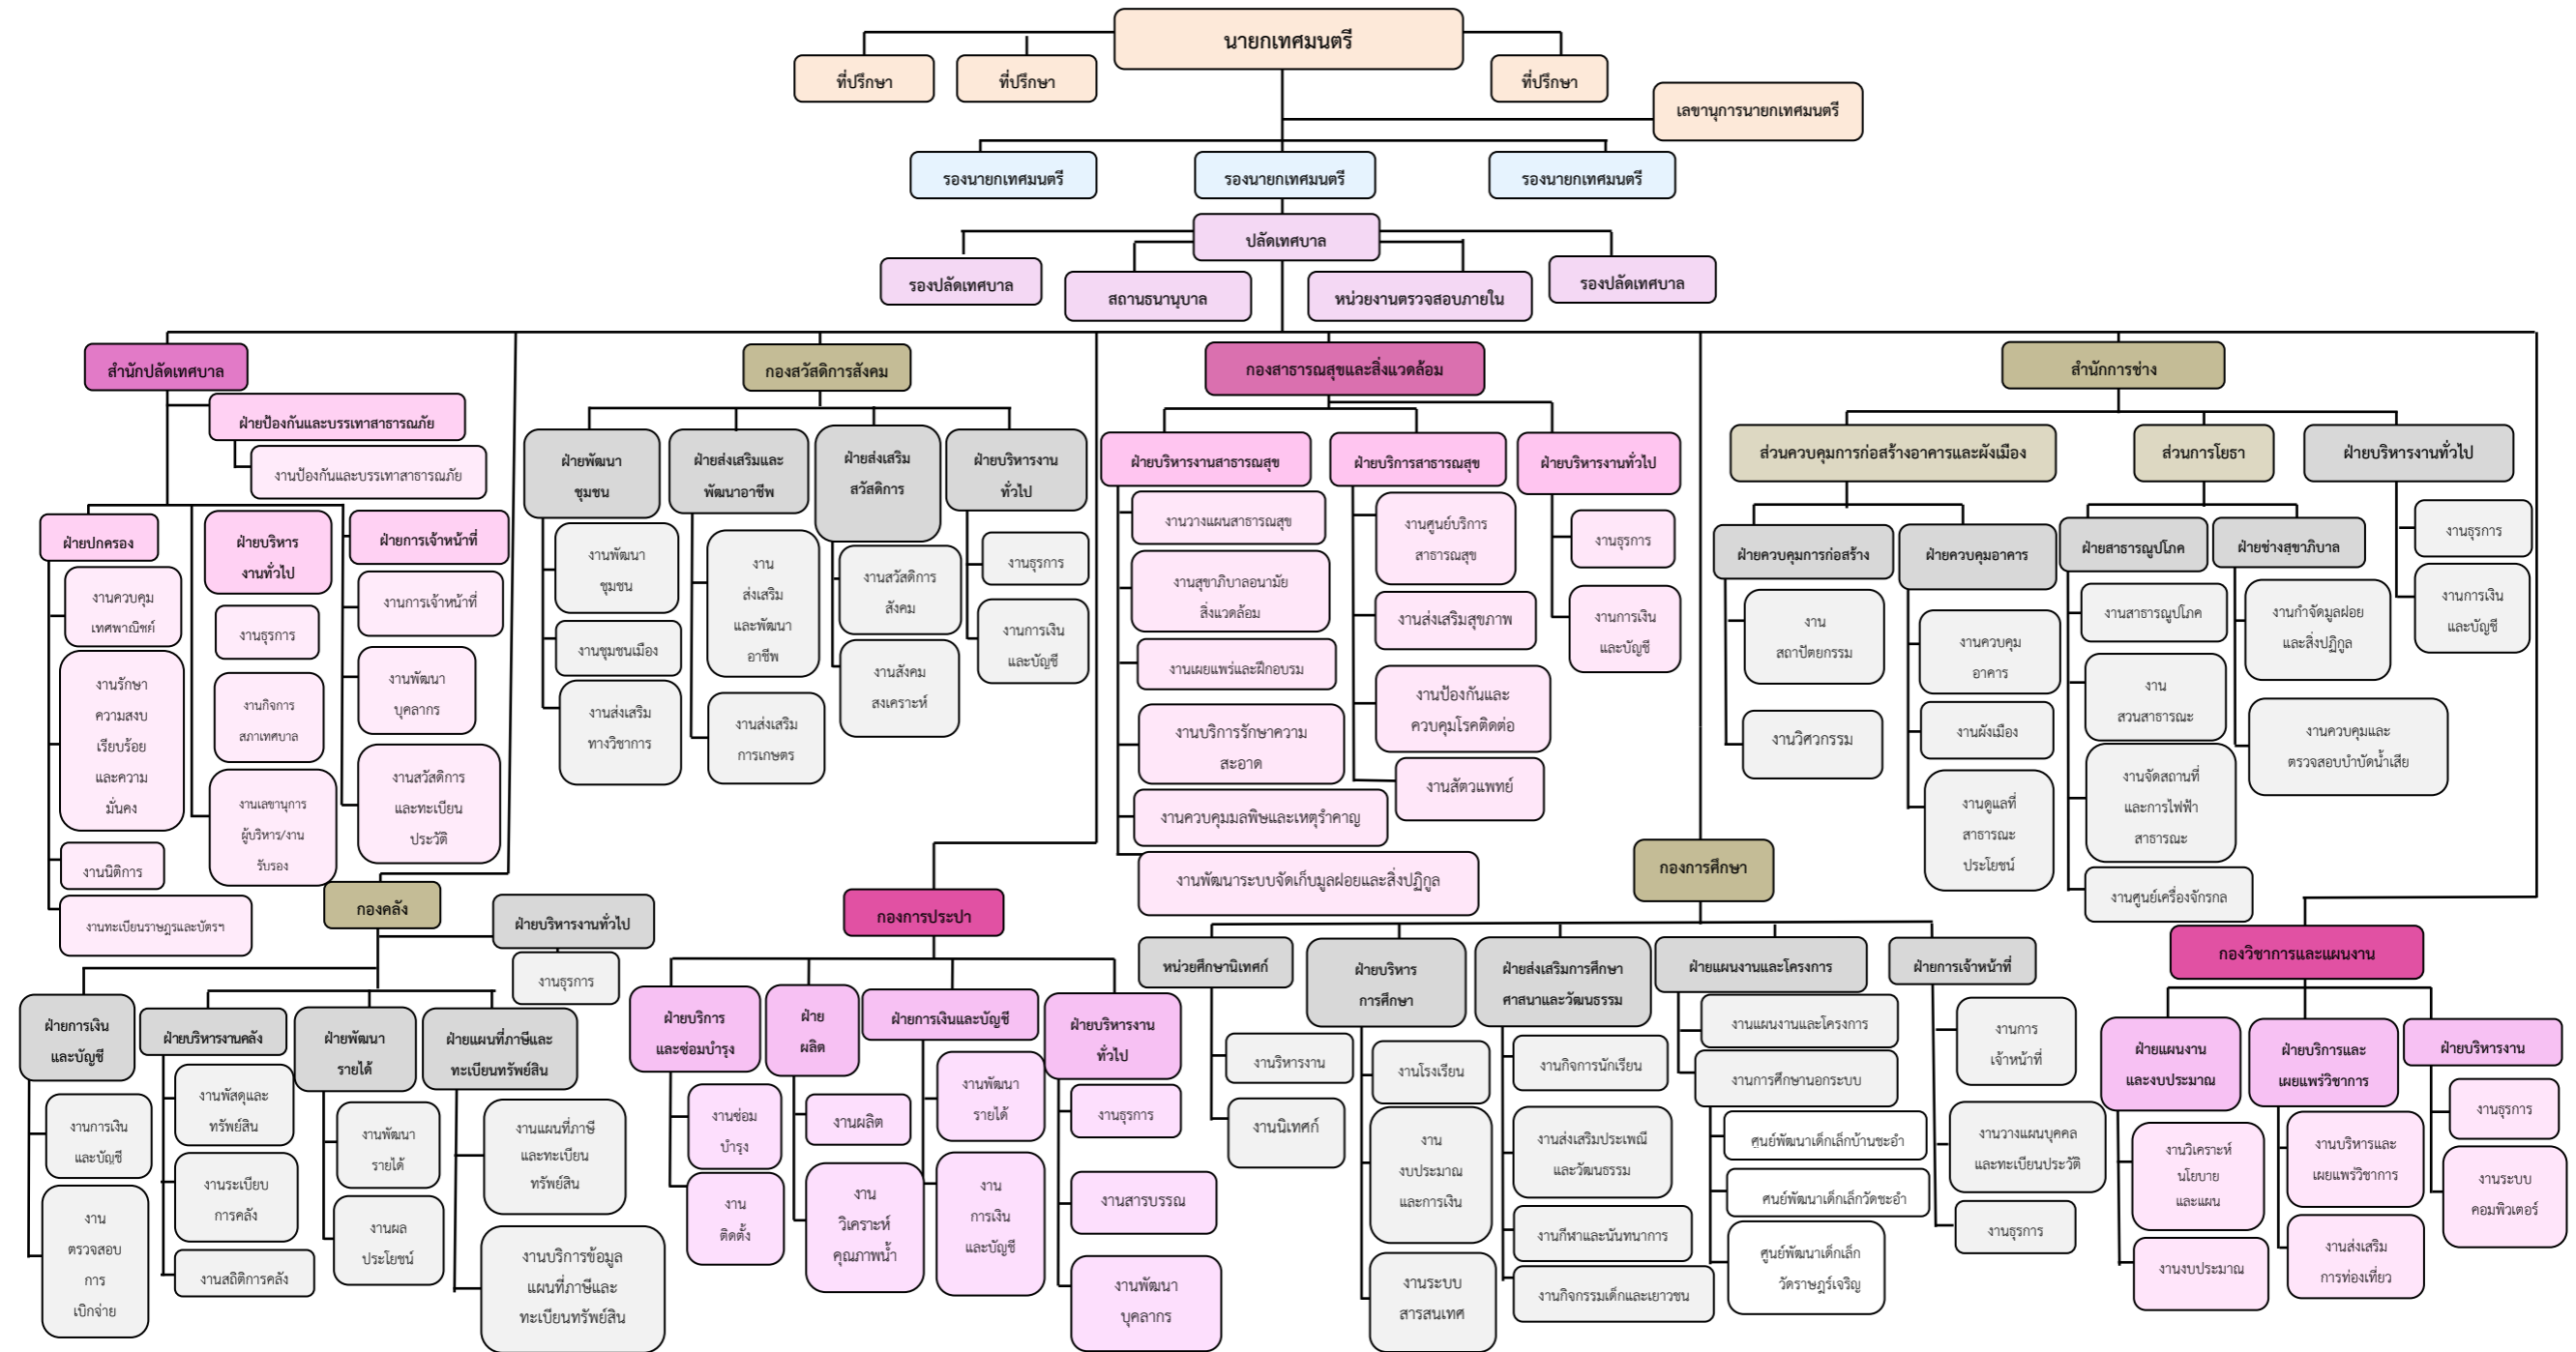 นายกเทศมนตรี
ที่ปรึกษา
ที่ปรึกษา
ที่ปรึกษา
เลขานุการนายกเทศมนตรี
รองนายกเทศมนตรี
รองนายกเทศมนตรี
รองนายกเทศมนตรี
ปลัดเทศบาล
รองปลัดเทศบาล
สถานธนานุบาล
หน่วยงานตรวจสอบภายใน
รองปลัดเทศบาล
สำนักปลัดเทศบาล
ฝ่ายป้องกันและบรรเทาสาธารณภัย
งานป้องกันและบรรเทาสาธารณภัย
ฝ่ายปกครอง
งานควบคุม
เทศพาณิชย์
งานรักษา
ความสงบ
เรียบร้อย
และความ
มั่นคง
งานนิติการ
งานทะเบียนราษฎรและบัตรฯ
ฝ่ายบริหาร
งานทั่วไป
งานธุรการ
งานกิจการ
สภาเทศบาล
งานเลขานุการ
ผู้บริหาร/งาน
รับรอง
ฝ่ายการเจ้าหน้าที่
งานการเจ้าหน้าที่
งานพัฒนา
บุคลากร
งานสวัสดิการ
และทะเบียน
ประวัติ
กองสวัสดิการสังคม
ฝ่ายพัฒนา
ชุมชน
งานพัฒนา
ชุมชน
งานชุมชนเมือง
งานส่งเสริม
ทางวิชาการ
ฝ่ายส่งเสริมและ
พัฒนาอาชีพ
งาน
ส่งเสริม
และพัฒนา
อาชีพ
งานส่งเสริม
การเกษตร
ฝ่ายส่งเสริม
สวัสดิการ
งานสวัสดิการ
สังคม
งานสังคม
สงเคราะห์
ฝ่ายบริหารงาน
ทั่วไป
งานธุรการ
งานการเงิน
และบัญชี
กองสาธารณสุขและสิ่งแวดล้อม
ฝ่ายบริหารงานสาธารณสุข
งานวางแผนสาธารณสุข
งานสุขาภิบาลอนามัย
สิ่งแวดล้อม
งานเผยแพร่และฝึกอบรม
งานบริการรักษาความ
สะอาด
งานควบคุมมลพิษและเหตุรำคาญ
งานพัฒนาระบบจัดเก็บมูลฝอยและสิ่งปฏิกูล
ฝ่ายบริการสาธารณสุข
งานศูนย์บริการ
สาธารณสุข
งานส่งเสริมสุขภาพ
งานป้องกันและ
ควบคุมโรคติดต่อ
งานสัตวแพทย์
ฝ่ายบริหารงานทั่วไป
งานธุรการ
งานการเงิน
และบัญชี
สำนักการช่าง
ส่วนควบคุมการก่อสร้างอาคารและผังเมือง
ฝ่ายควบคุมการก่อสร้าง
งาน
สถาปัตยกรรม
งานวิศวกรรม
ฝ่ายควบคุมอาคาร
งานควบคุม
อาคาร
งานผังเมือง
งานดูแลที่
สาธารณะ
ประโยชน์
ส่วนการโยธา
ฝ่ายสาธารณูปโภค
งานสาธารณูปโภค
งาน
สวนสาธารณะ
งานจัดสถานที่
และการไฟฟ้า
สาธารณะ
งานศูนย์เครื่องจักรกล
ฝ่ายช่างสุขาภิบาล
งานกำจัดมูลฝอย
และสิ่งปฏิกูล
งานควบคุมและ
ตรวจสอบบำบัดน้ำเสีย
ฝ่ายบริหารงานทั่วไป
งานธุรการ
งานการเงิน
และบัญชี
กองคลัง
ฝ่ายบริหารงานทั่วไป
งานธุรการ
ฝ่ายการเงิน
และบัญชี
งานการเงิน
และบัญชี
งาน
ตรวจสอบ
การ
เบิกจ่าย
ฝ่ายบริหารงานคลัง
งานพัสดุและ
ทรัพย์สิน
งานระเบียบ
การคลัง
งานสถิติการคลัง
ฝ่ายพัฒนา
รายได้
งานพัฒนา
รายได้
งานผล
ประโยชน์
ฝ่ายแผนที่ภาษีและ
ทะเบียนทรัพย์สิน
งานแผนที่ภาษี
และทะเบียน
ทรัพย์สิน
งานบริการข้อมูล
แผนที่ภาษีและ
ทะเบียนทรัพย์สิน
กองการประปา
ฝ่ายบริการ
และซ่อมบำรุง
งานซ่อม
บำรุง
งาน
ติดตั้ง
ฝ่าย
ผลิต
งานผลิต
งาน
วิเคราะห์
คุณภาพน้ำ
ฝ่ายการเงินและบัญชี
งานพัฒนา
รายได้
งาน
การเงิน
และบัญชี
ฝ่ายบริหารงาน
ทั่วไป
งานธุรการ
งานสารบรรณ
งานพัฒนา
บุคลากร
กองการศึกษา
หน่วยศึกษานิเทศก์
งานริหารงาน
งานนิเทศก์
ฝ่ายบริหาร
การศึกษา
งานโรงเรียน
งาน
งบประมาณ
และการเงิน
งานระบบ
สารสนเทศ
ฝ่ายส่งเสริมการศึกษา
ศาสนาและวัฒนธรรม
งานกิจการนักเรียน
งานส่งเสริมประเพณี
และวัฒนธรรม
งานกีฬาและนันทนาการ
งานกิจกรรมเด็กและเยาวชน
ฝ่ายแผนงานและโครงการ
งานแผนงานและโครงการ
งานการศึกษานอกระบบ
ศูนย์พัฒนาเด็กเล็กบ้านชะอำ
ศูนย์พัฒนาเด็กเล็กวัดชะอำ
ศูนย์พัฒนาเด็กเล็ก
วัดราษฎร์เจริญ
ฝ่ายการเจ้าหน้าที่
งานการ
เจ้าหน้าที่
งานวางแผนบุคคล
และทะเบียนประวัติ
งานธุรการ
กองวิชาการและแผนงาน
ฝ่ายแผนงาน
และงบประมาณ
งานวิเคราะห์
นโยบาย
และแผน
งานงบประมาณ
ฝ่ายบริการและ
เผยแพร่วิชาการ
งานบริหารและ
เผยแพร่วิชาการ
งานส่งเสริม
การท่องเที่ยว
ฝ่ายบริหารงาน
งานธุรการ
งานระบบ
คอมพิวเตอร์